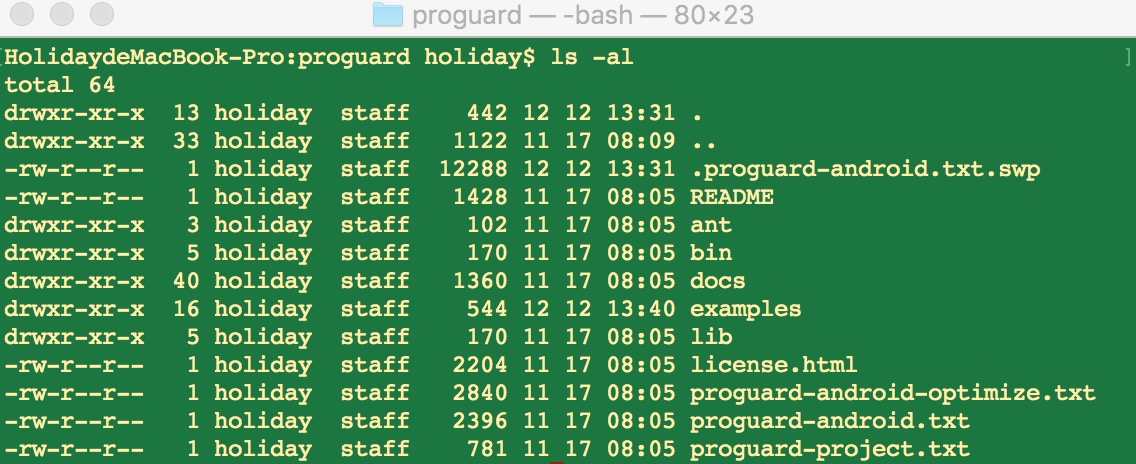 proguard — -bash — 80×23
[HolidaydeMacBook-Pro:proguard holiday$ ls -al ]
total 64
drwxr-xr-x  13 holiday  staff    442 12 12 13:31 .
drwxr-xr-x  33 holiday  staff   1122 11 17 08:09 ..
-rw-r--r--   1 holiday  staff  12288 12 12 13:31 .proguard-android.txt.swp
-rw-r--r--   1 holiday  staff   1428 11 17 08:05 README
drwxr-xr-x   3 holiday  staff    102 11 17 08:05 ant
drwxr-xr-x   5 holiday  staff    170 11 17 08:05 bin
drwxr-xr-x  40 holiday  staff   1360 11 17 08:05 docs
drwxr-xr-x  16 holiday  staff    544 12 12 13:40 examples
drwxr-xr-x   5 holiday  staff    170 11 17 08:05 lib
-rw-r--r--   1 holiday  staff   2204 11 17 08:05 license.html
-rw-r--r--   1 holiday  staff   2840 11 17 08:05 proguard-android-optimize.txt
-rw-r--r--   1 holiday  staff   2396 11 17 08:05 proguard-android.txt
-rw-r--r--   1 holiday  staff    781 11 17 08:05 proguard-project.txt